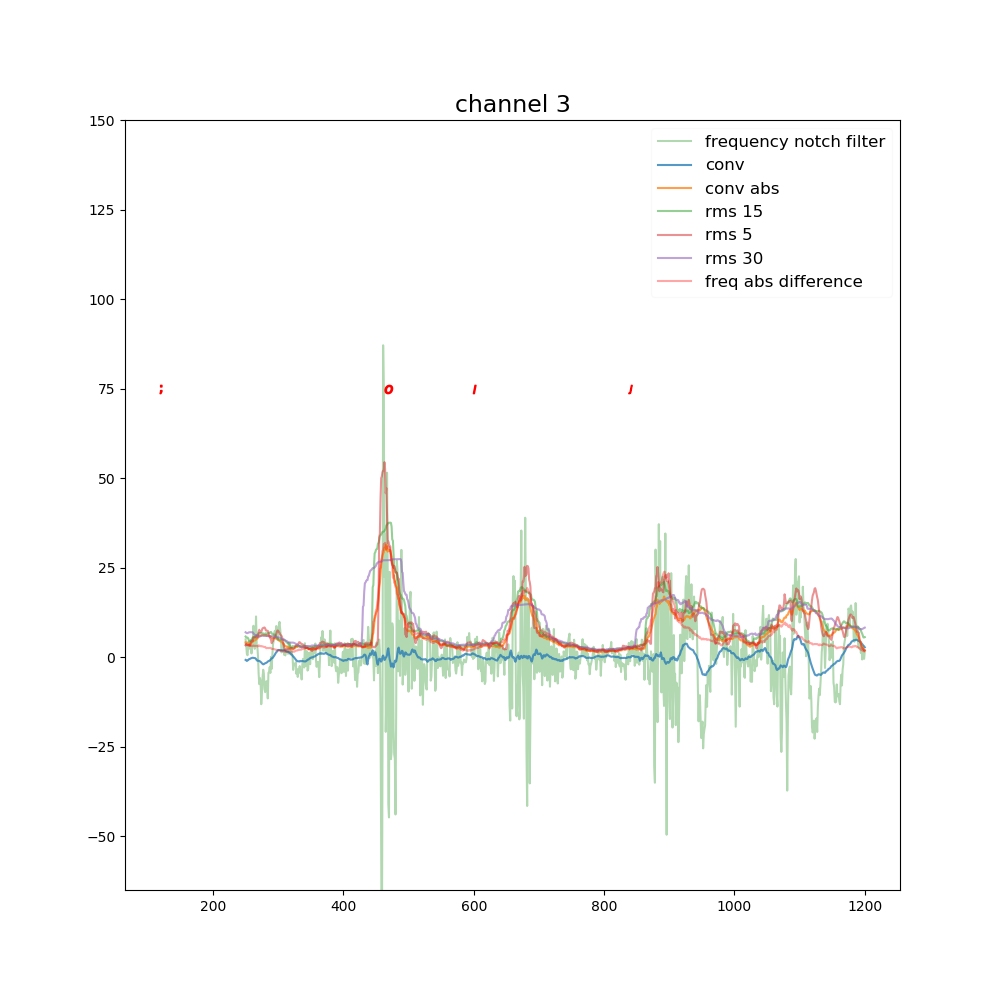 channel 3
150
frequency notch filter
conv
conv abs
rms 15
rms 5
rms 30
freq abs difference
125
100
75
; o l j
50
25
0
−25
−50
200 400 600 800 1000 1200